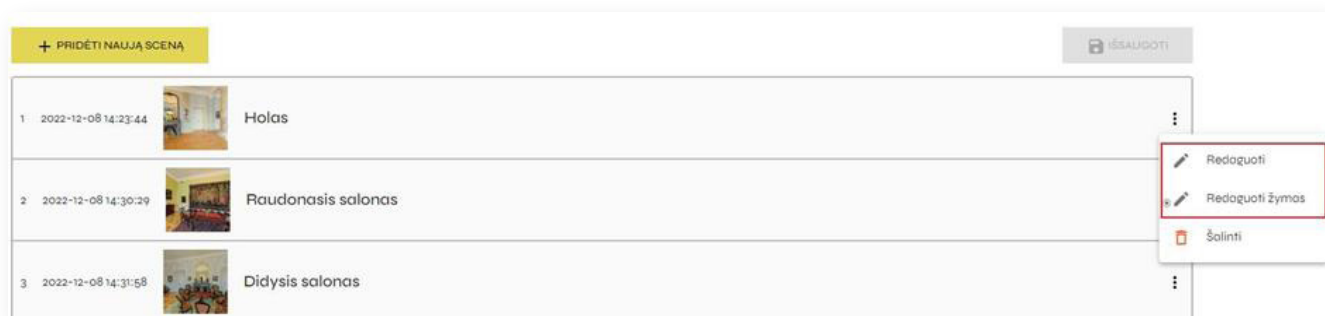 + PRIDĖTI NAUJĄ SCENĄ
IŠSAUGOTI
1 2022-12-08 14:23:44 Holas
Redaguoti
2 2022-12-08 14:30:29 Raudonasis salonas
Redaguoti žymas
Šalinti
3 2022-12-08 14:31:58 Didysis salonas